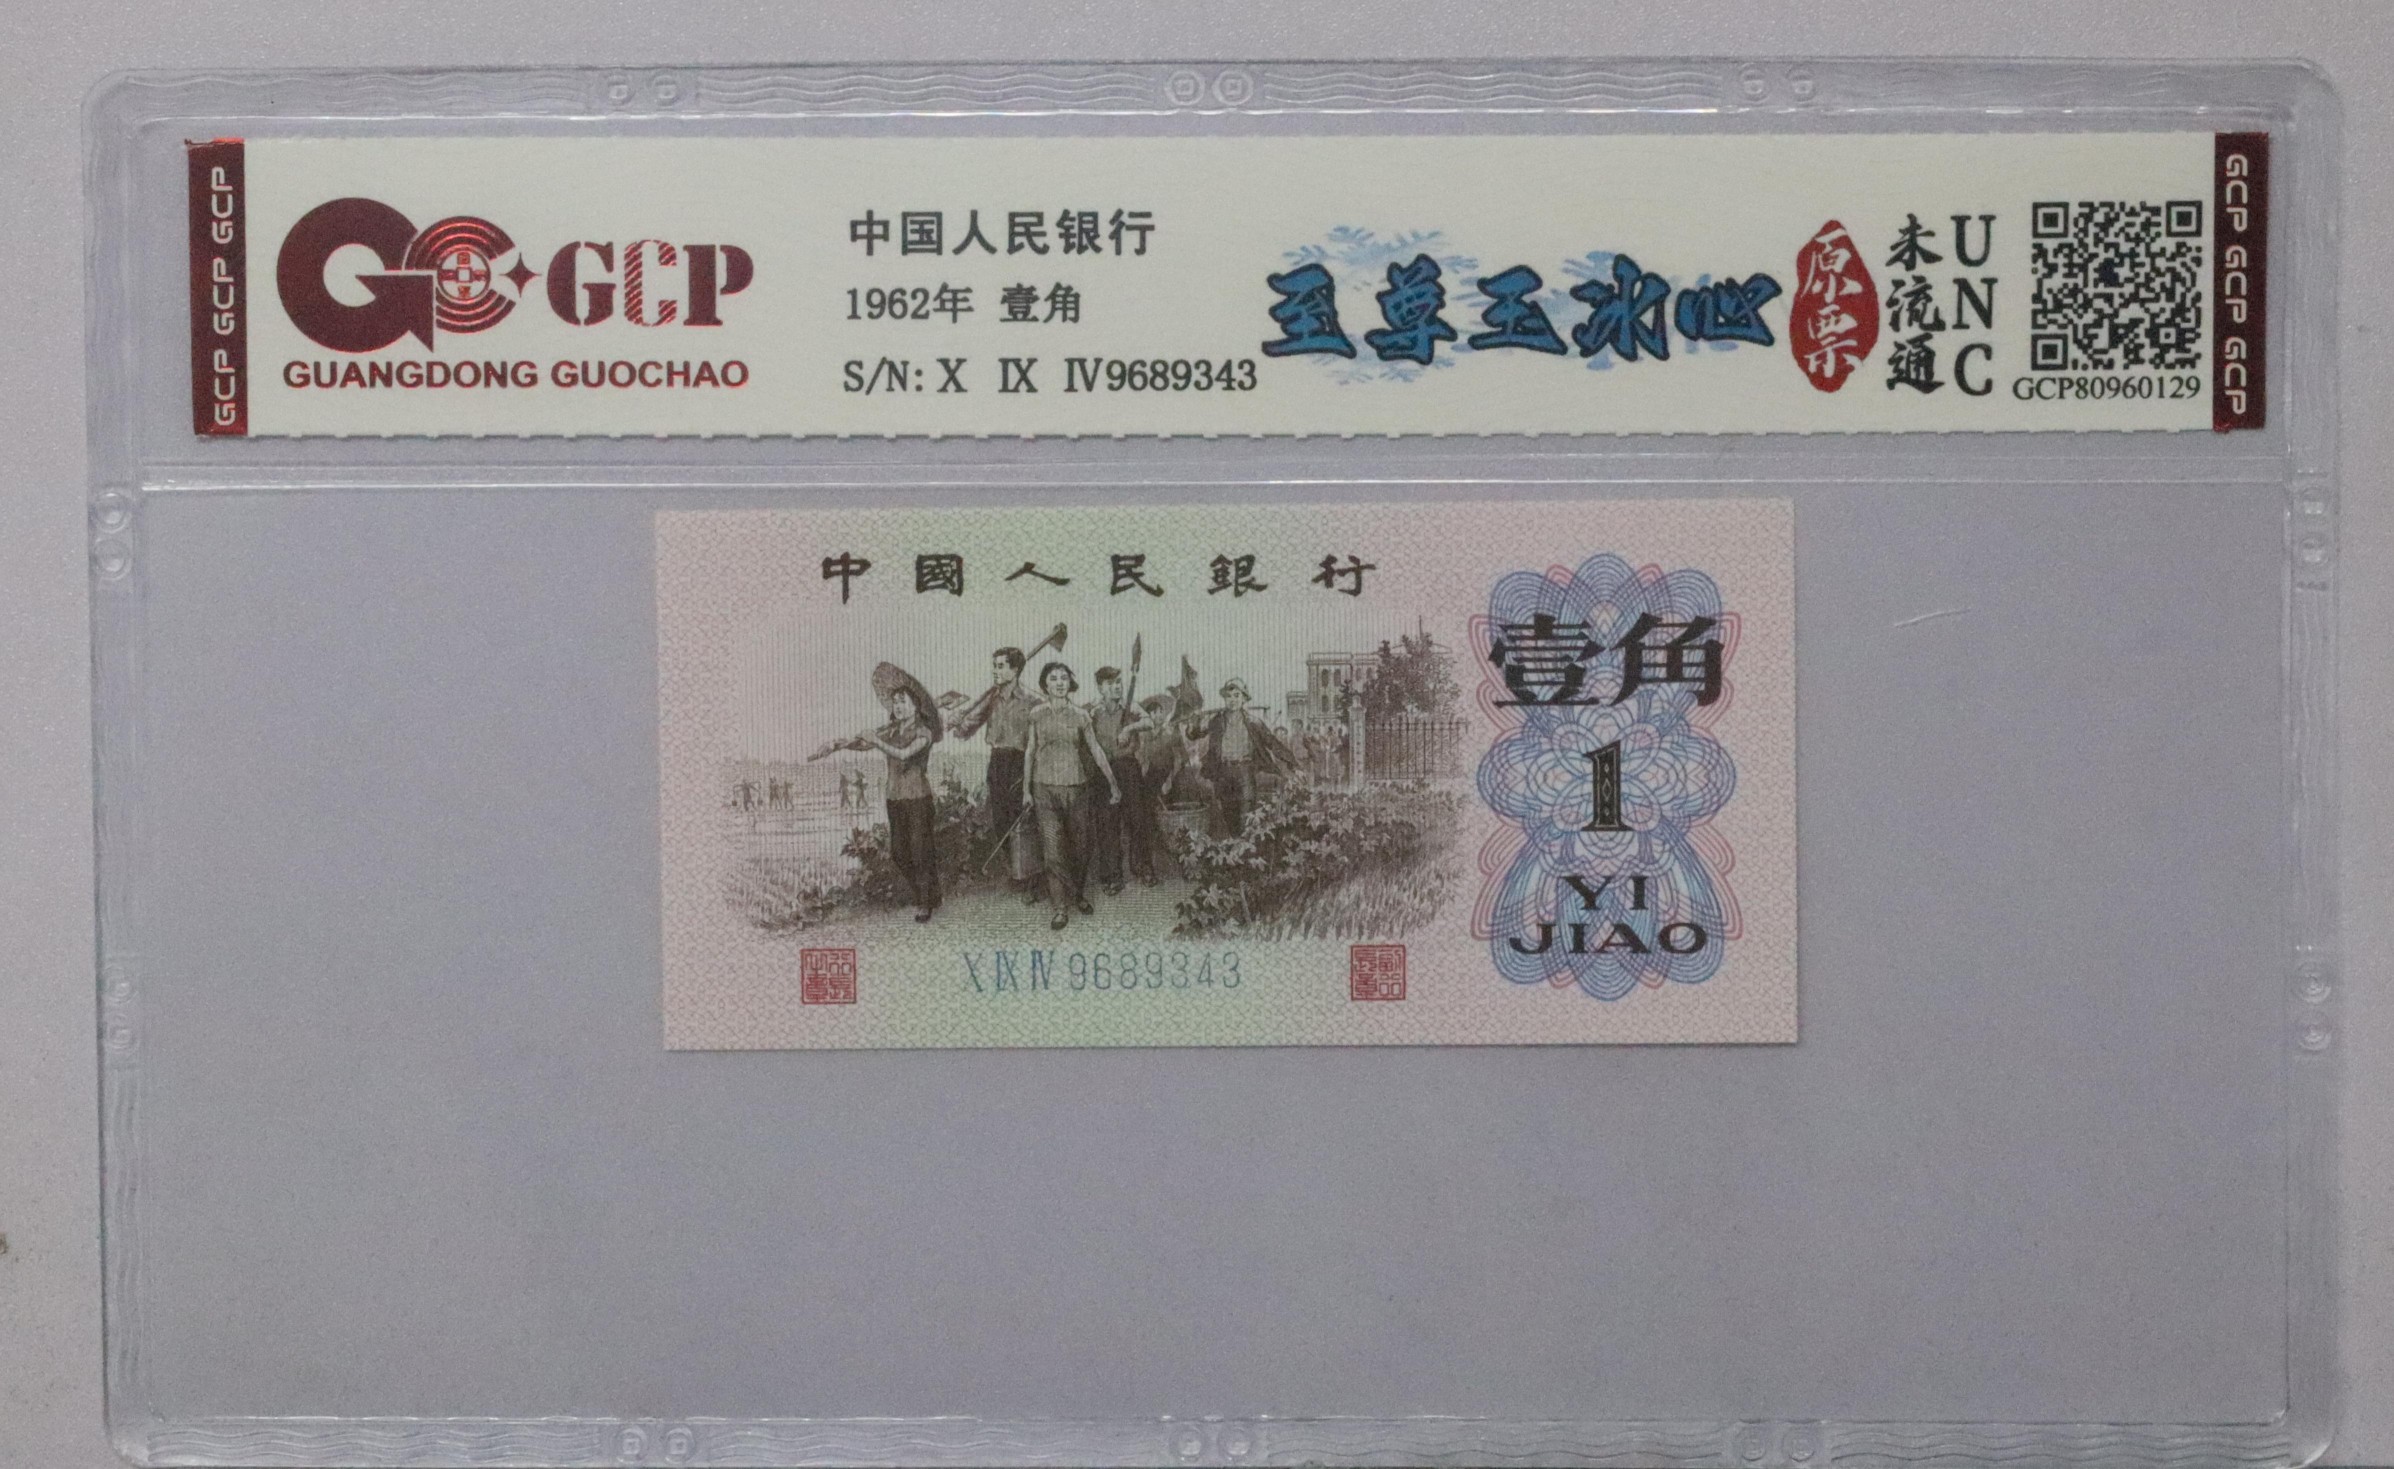 GCP GCP GCP
GCP
GUANGDONG GUOCHAO
中国人民银行
1962年 壹角
S/N: X IX IV9689343
至尊玉冰心
原票
未流通
UNC
GCP80960129
GCP GCP GCP
中國人民銀行
壹角
1
YI
JIAO
X IX IV 9689343